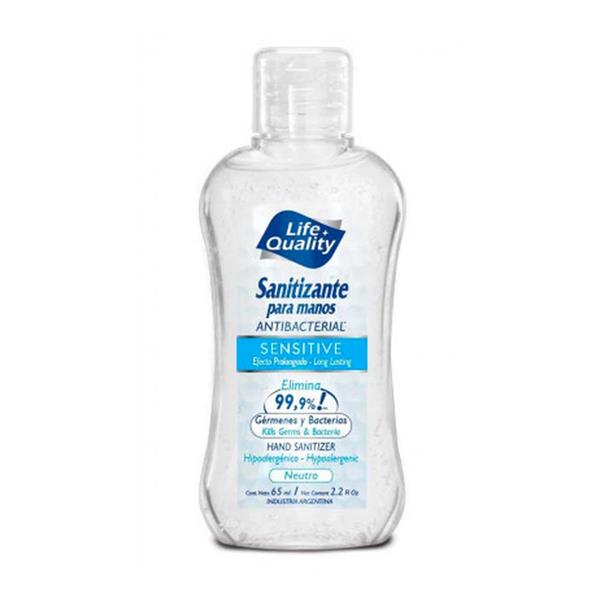 Life
Quality
Sanitizante
para manos
ANTIBACTERIAL
SENSITIVE
Efecto Prolongado - Long Lasting
Elimina
99,9%!
Gérmenes y Bacterias
Kills Germs & Bacteria
HAND SANITIZER
Hipoalergénico - Hypoalergenic
Neutro
Cont. Neto 65 ml / Net Content 2.2 Fl Oz
INDUSTRIA ARGENTINA